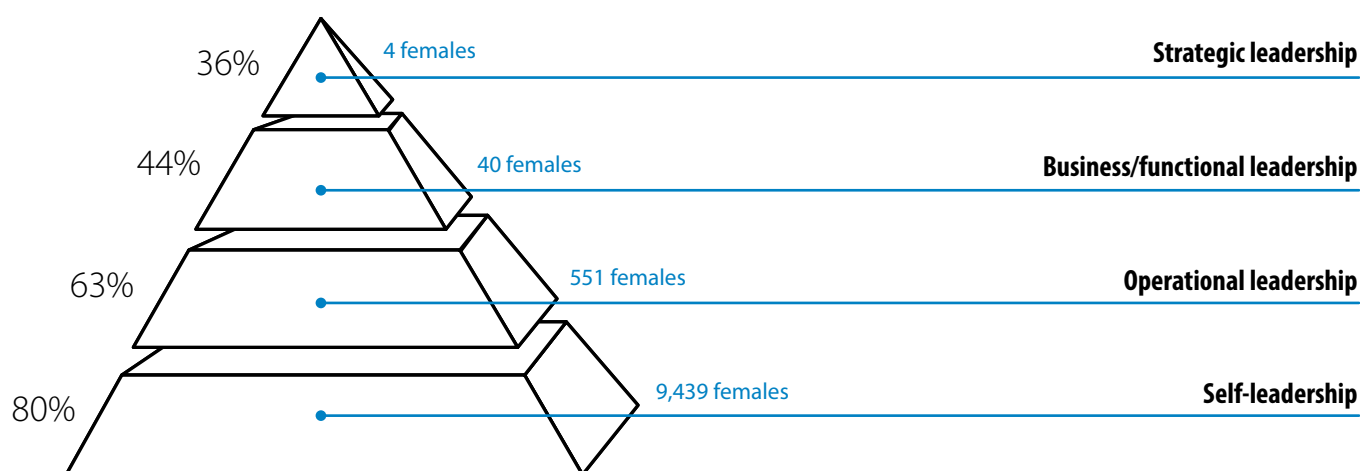 36%
4 females
Strategic leadership
44%
40 females
Business/functional leadership
63%
551 females
Operational leadership
80%
9,439 females
Self-leadership